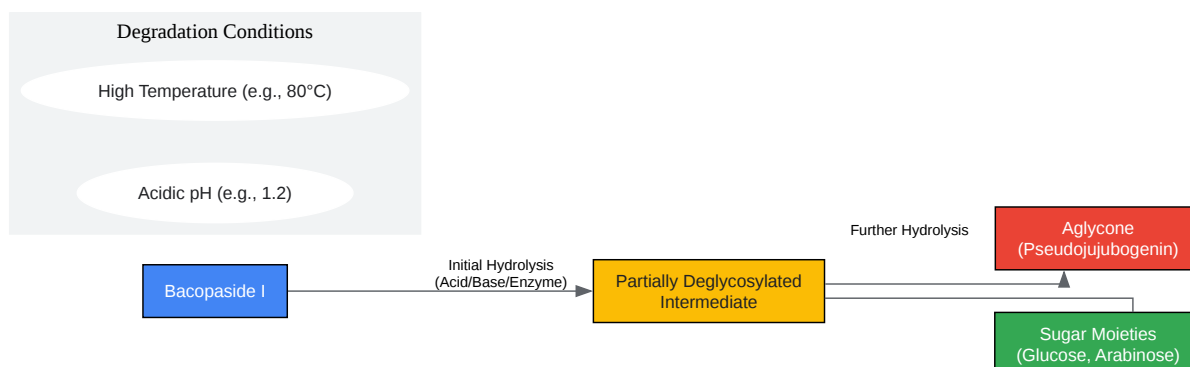 Degradation Conditions
High Temperature (e.g., 80°C)
Acidic pH (e.g., 1.2)
Bacopaside I
Initial Hydrolysis
(Acid/Base/Enzyme)
Partially Deglycosylated
Intermediate
Further Hydrolysis
Aglycone
(Pseudojujubogenin)
Sugar Moieties
(Glucose, Arabinose)